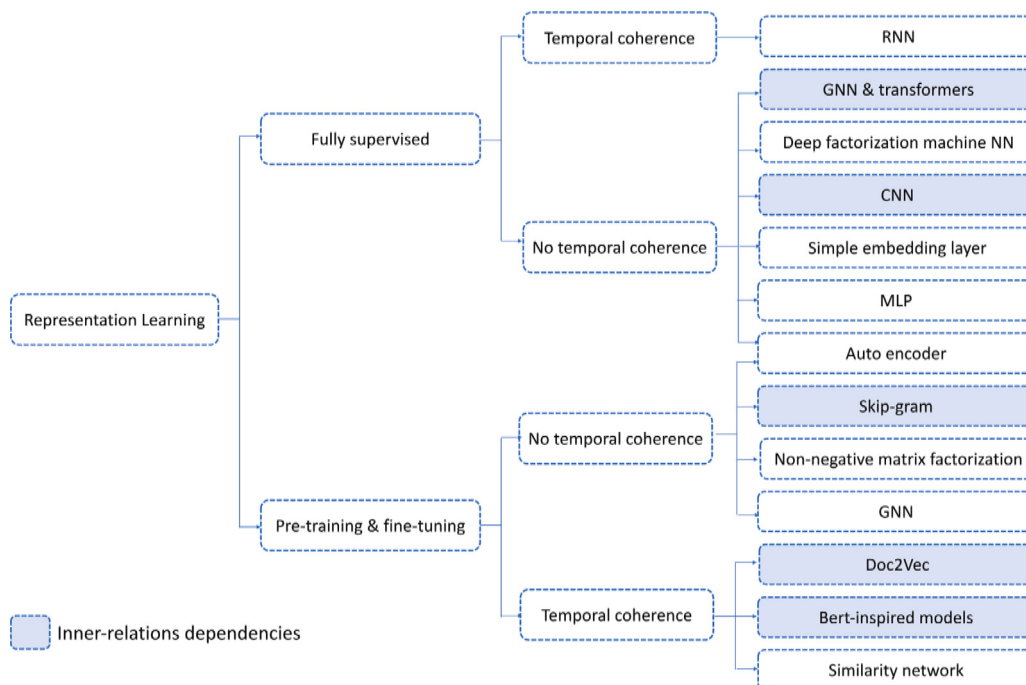 Temporal coherence
RNN
GNN & transformers
Fully supervised
Deep factorization machine NN
CNN
No temporal coherence
Simple embedding layer
MLP
Representation Learning
Auto encoder
Skip-gram
No temporal coherence
Non-negative matrix factorization
GNN
Pre-training & fine-tuning
Doc2Vec
Temporal coherence
Bert-inspired models
Inner-relations dependencies
Similarity network